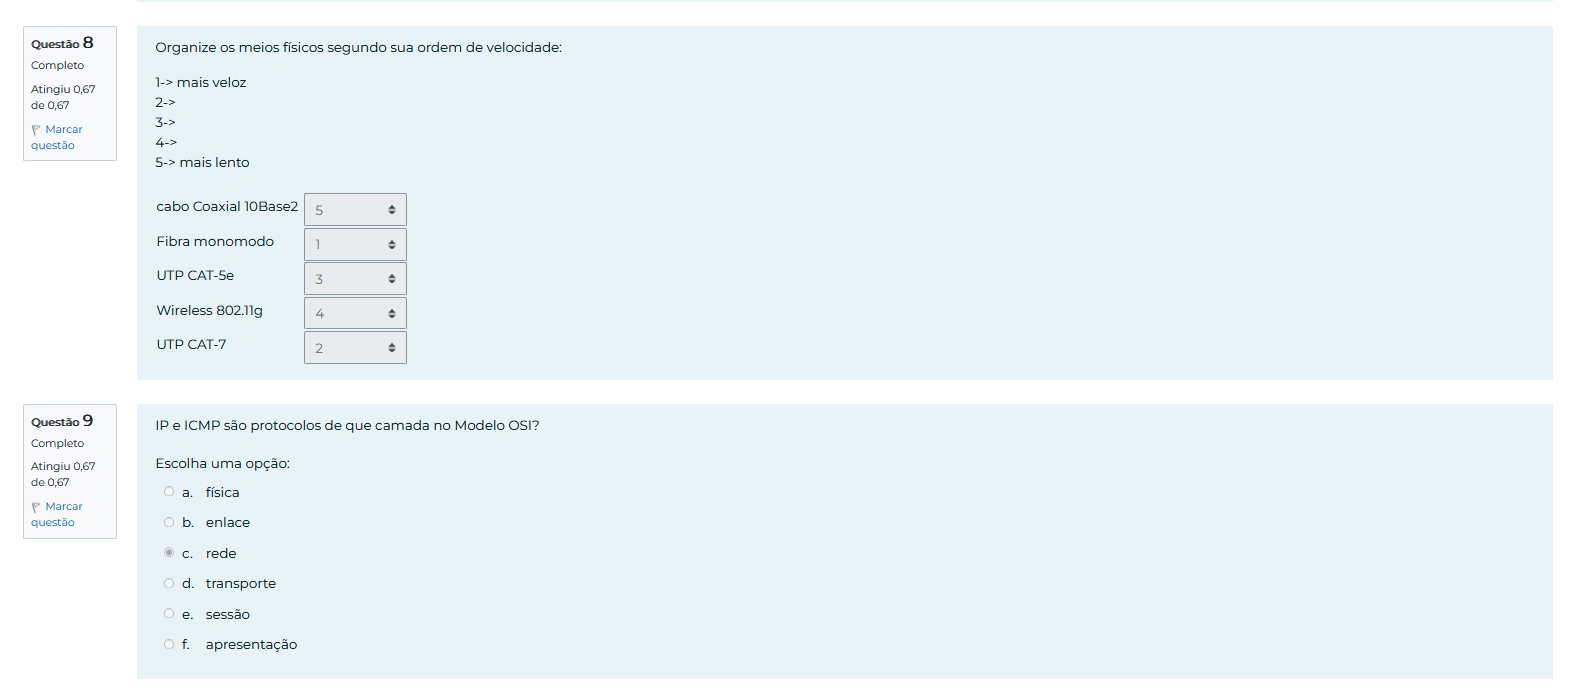 Questão 8
Completo
Atingiu 0,67
de 0,67
Marcar
questão
Organize os meios físicos segundo sua ordem de velocidade:
1-> mais veloz
2->
3->
4->
5-> mais lento
cabo Coaxial 10Base2 5
Fibra monomodo 1
UTP CAT-5e 3
Wireless 802.11g 4
UTP CAT-7 2
Questão 9
Completo
Atingiu 0,67
de 0,67
Marcar
questão
IP e ICMP são protocolos de que camada no Modelo OSI?
Escolha uma opção:
a. física
b. enlace
c. rede
d. transporte
e. sessão
f. apresentação